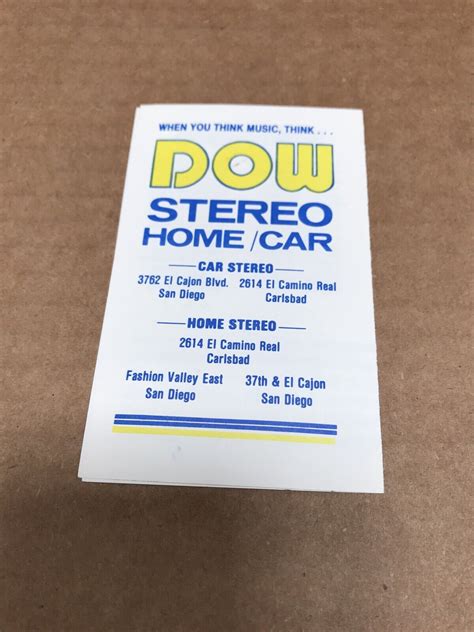 WHEN YOU THINK MUSIC, THINK . . .
DOW
STEREO
HOME /CAR
CAR STEREO
3762 El Cajon Blvd. 2614 El Camino Real
San Diego Carlsbad
HOME STEREO
2614 El Camino Real
Carlsbad
Fashion Valley East 37th & El Cajon
San Diego San Diego